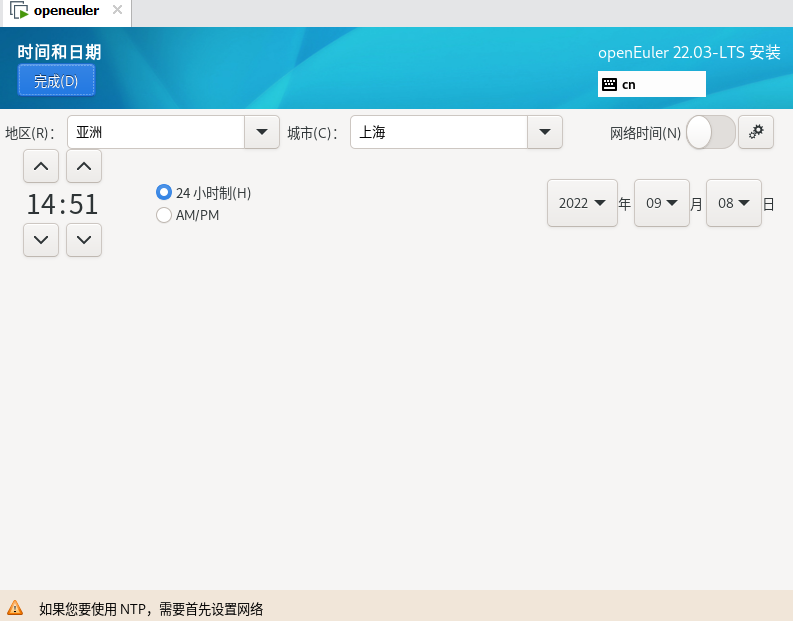 openeuler
时间和日期
openEuler 22.03-LTS 安装
完成(D)
cn
地区(R)： 亚洲 城市(C)： 上海 网络时间(N)
14:51
24 小时制(H)
AM/PM
2022 年 09 月 08 日
如果您要使用 NTP，需要首先设置网络